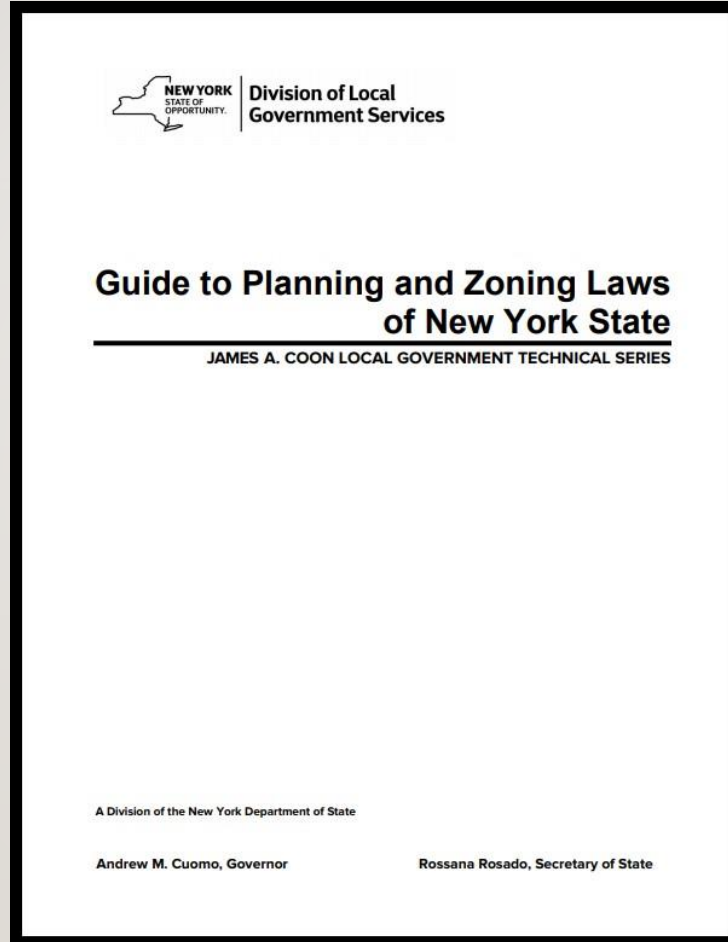 NEW YORK
STATE OF
OPPORTUNITY.
Division of Local
Government Services
Guide to Planning and Zoning Laws
of New York State
JAMES A. COON LOCAL GOVERNMENT TECHNICAL SERIES
A Division of the New York Department of State
Andrew M. Cuomo, Governor
Rossana Rosado, Secretary of State